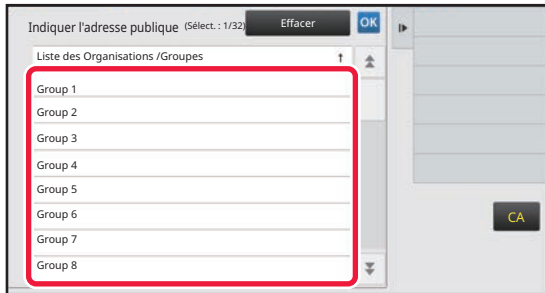 Indiquer l'adresse publique (Sélect. : 1/32) Effacer OK
Liste des Organisations /Groupes ↑
Group 1
Group 2
Group 3
Group 4
Group 5
Group 6
Group 7
Group 8
CA